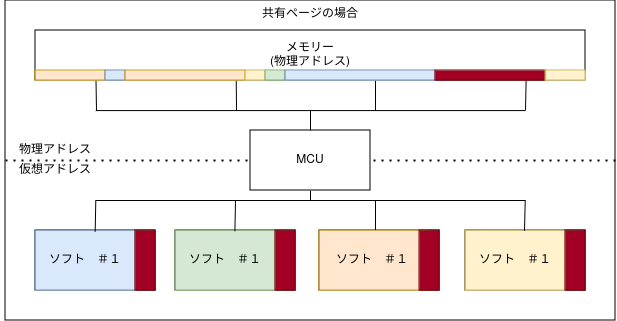 共有ページの場合
メモリー
(物理アドレス)
物理アドレス
MCU
仮想アドレス
ソフト　＃１
ソフト　＃１
ソフト　＃１
ソフト　＃１